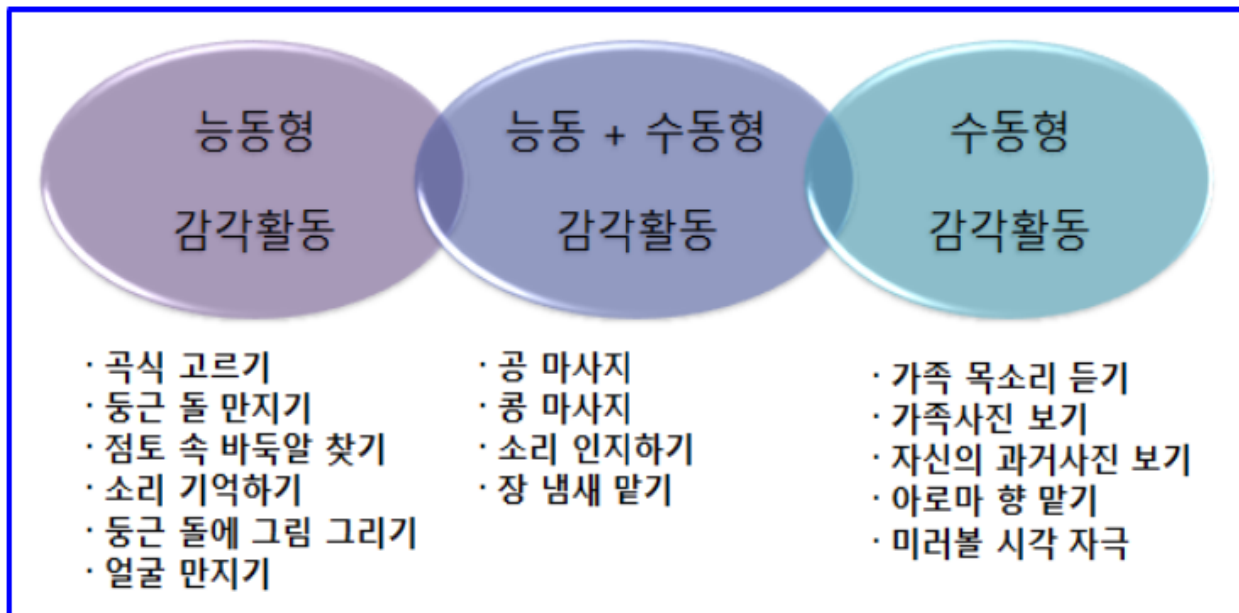 능동형
감각활동
능동 + 수동형
감각활동
수동형
감각활동
· 곡식 고르기
· 둥근 돌 만지기
· 점토 속 바둑알 찾기
· 소리 기억하기
· 둥근 돌에 그림 그리기
· 얼굴 만지기
· 공 마사지
· 콩 마사지
· 소리 인지하기
· 장 냄새 맡기
· 가족 목소리 듣기
· 가족사진 보기
· 자신의 과거사진 보기
· 아로마 향 맡기
· 미러볼 시각 자극